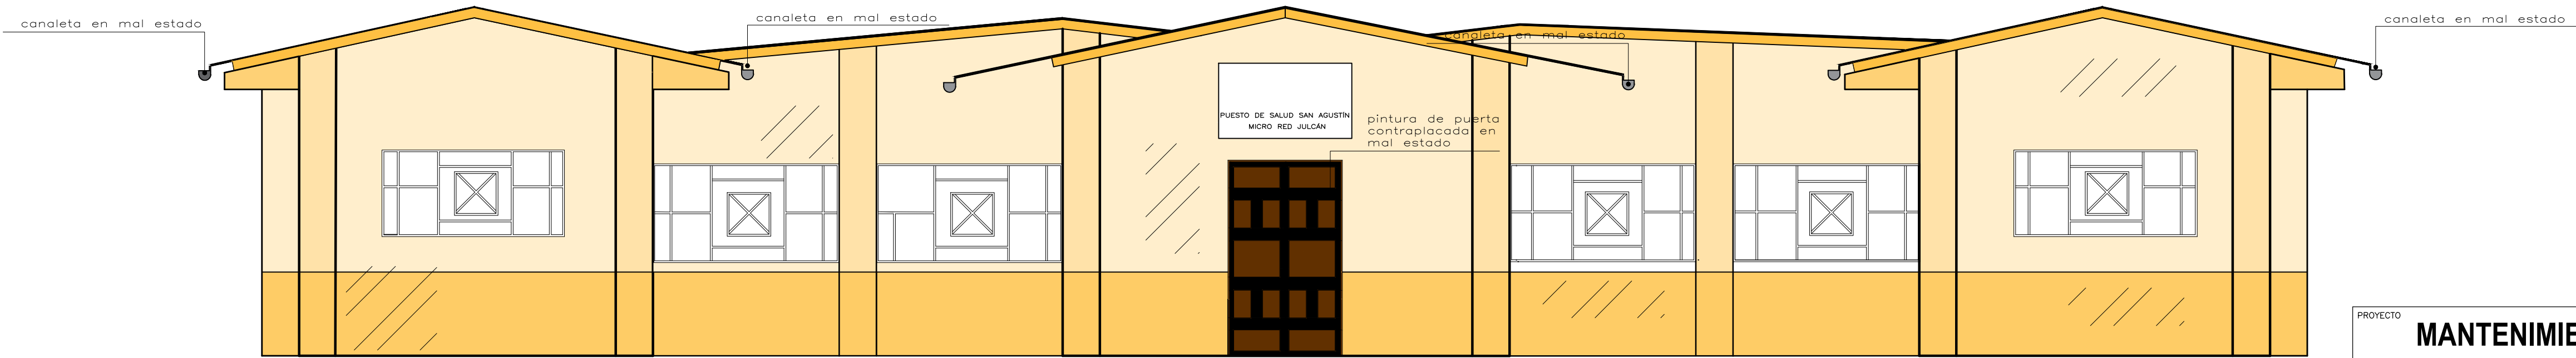 canaleta en mal estado
canaleta en mal estado
canaleta en mal estado
canaleta en mal estado
PUESTO DE SALUD SAN AGUSTÍN
MICRO RED JULCÁN
pintura de puerta
contraplacada en
mal estado
PROYECTO
MANTENIMIE